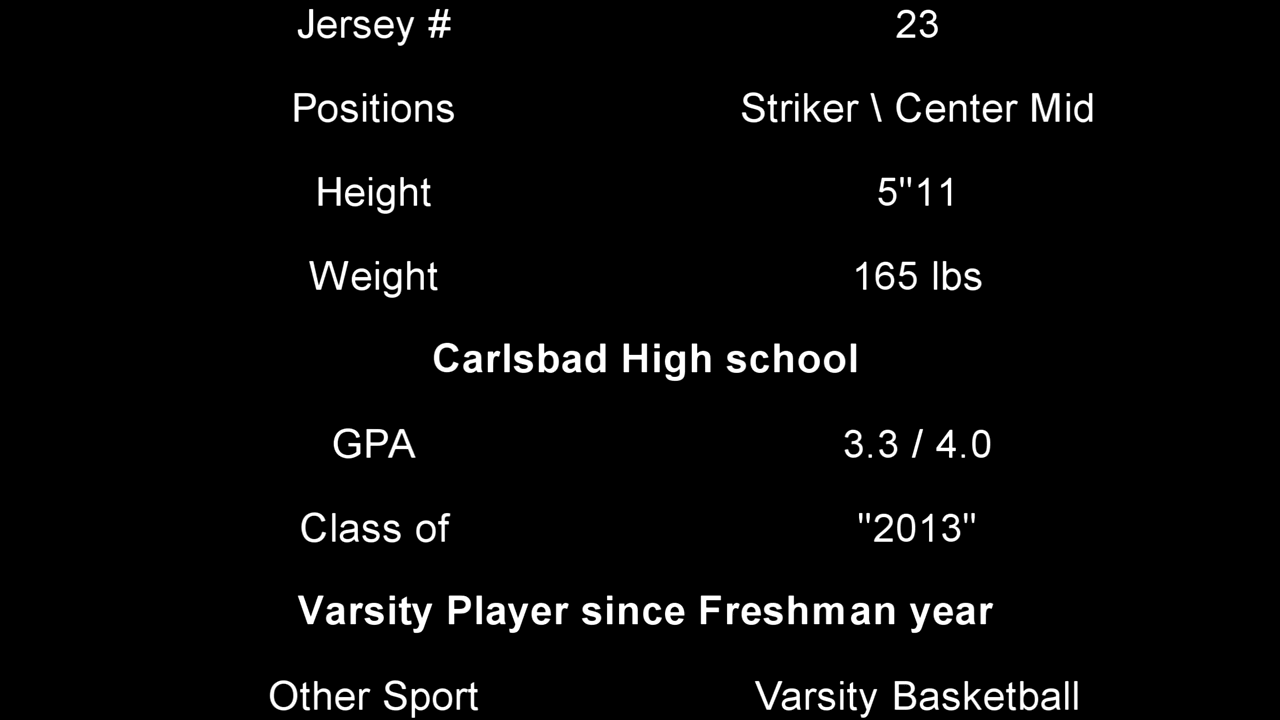 Jersey # 23
Positions Striker \ Center Mid
Height 5"11
Weight 165 lbs
Carlsbad High school
GPA 3.3 / 4.0
Class of "2013"
Varsity Player since Freshman year
Other Sport Varsity Basketball